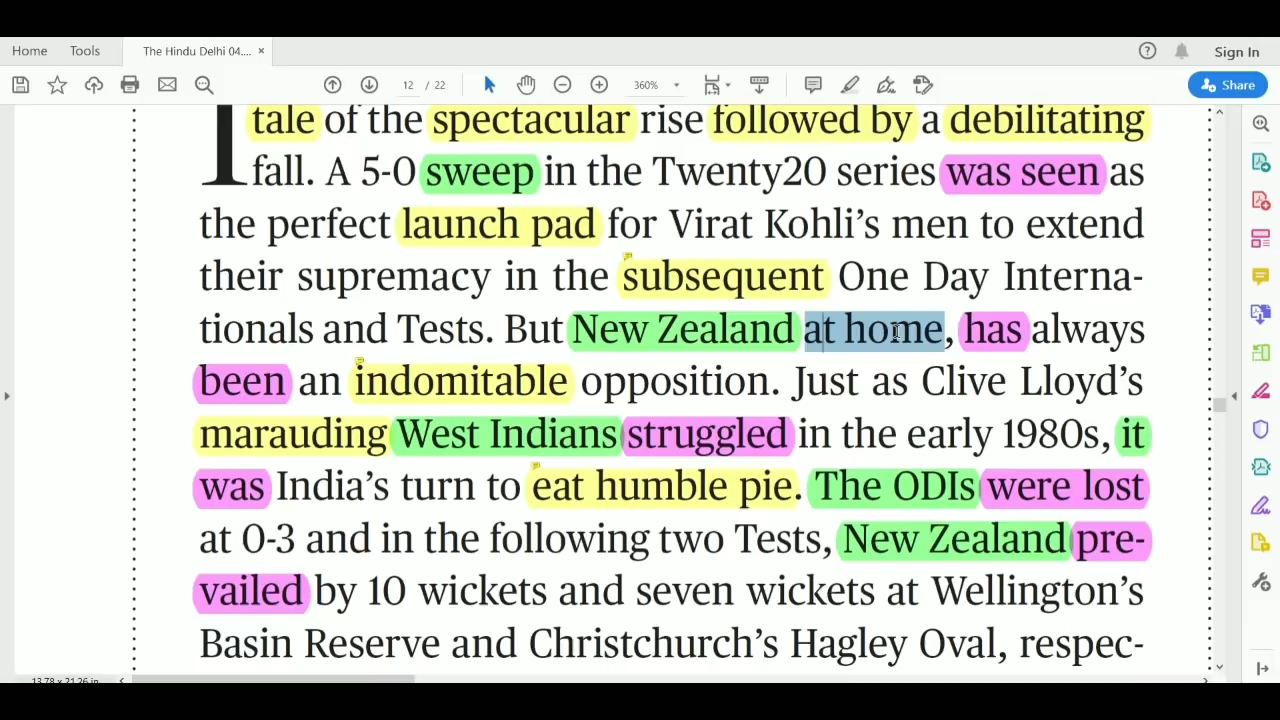 Home Tools The Hindu Delhi 04.... × Sign In
12 / 22 360% Share
tale of the spectacular rise followed by a debilitating
I fall. A 5-0 sweep in the Twenty20 series was seen as
the perfect launch pad for Virat Kohli’s men to extend
their supremacy in the subsequent One Day Interna-
tionals and Tests. But New Zealand at home, has always
been an indomitable opposition. Just as Clive Lloyd’s
marauding West Indians struggled in the early 1980s, it
was India’s turn to eat humble pie. The ODIs were lost
at 0-3 and in the following two Tests, New Zealand pre-
vailed by 10 wickets and seven wickets at Wellington’s
Basin Reserve and Christchurch’s Hagley Oval, respec-
13.78 x 21.26 in